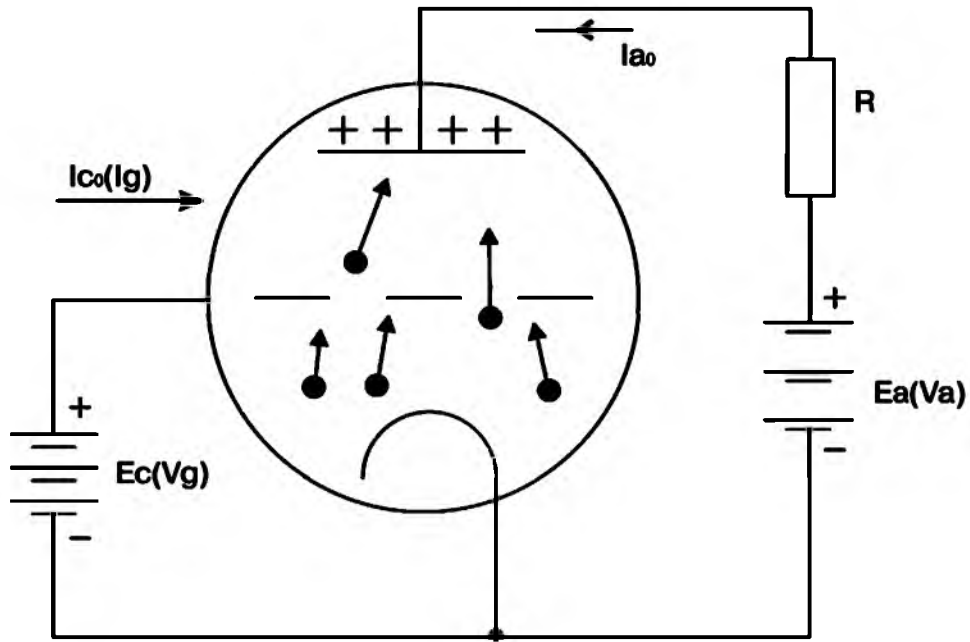 Ia₀
R
+ + + +
Ic₀(Ig)
+
Ea(Va)
−
+
Ec(Vg)
−